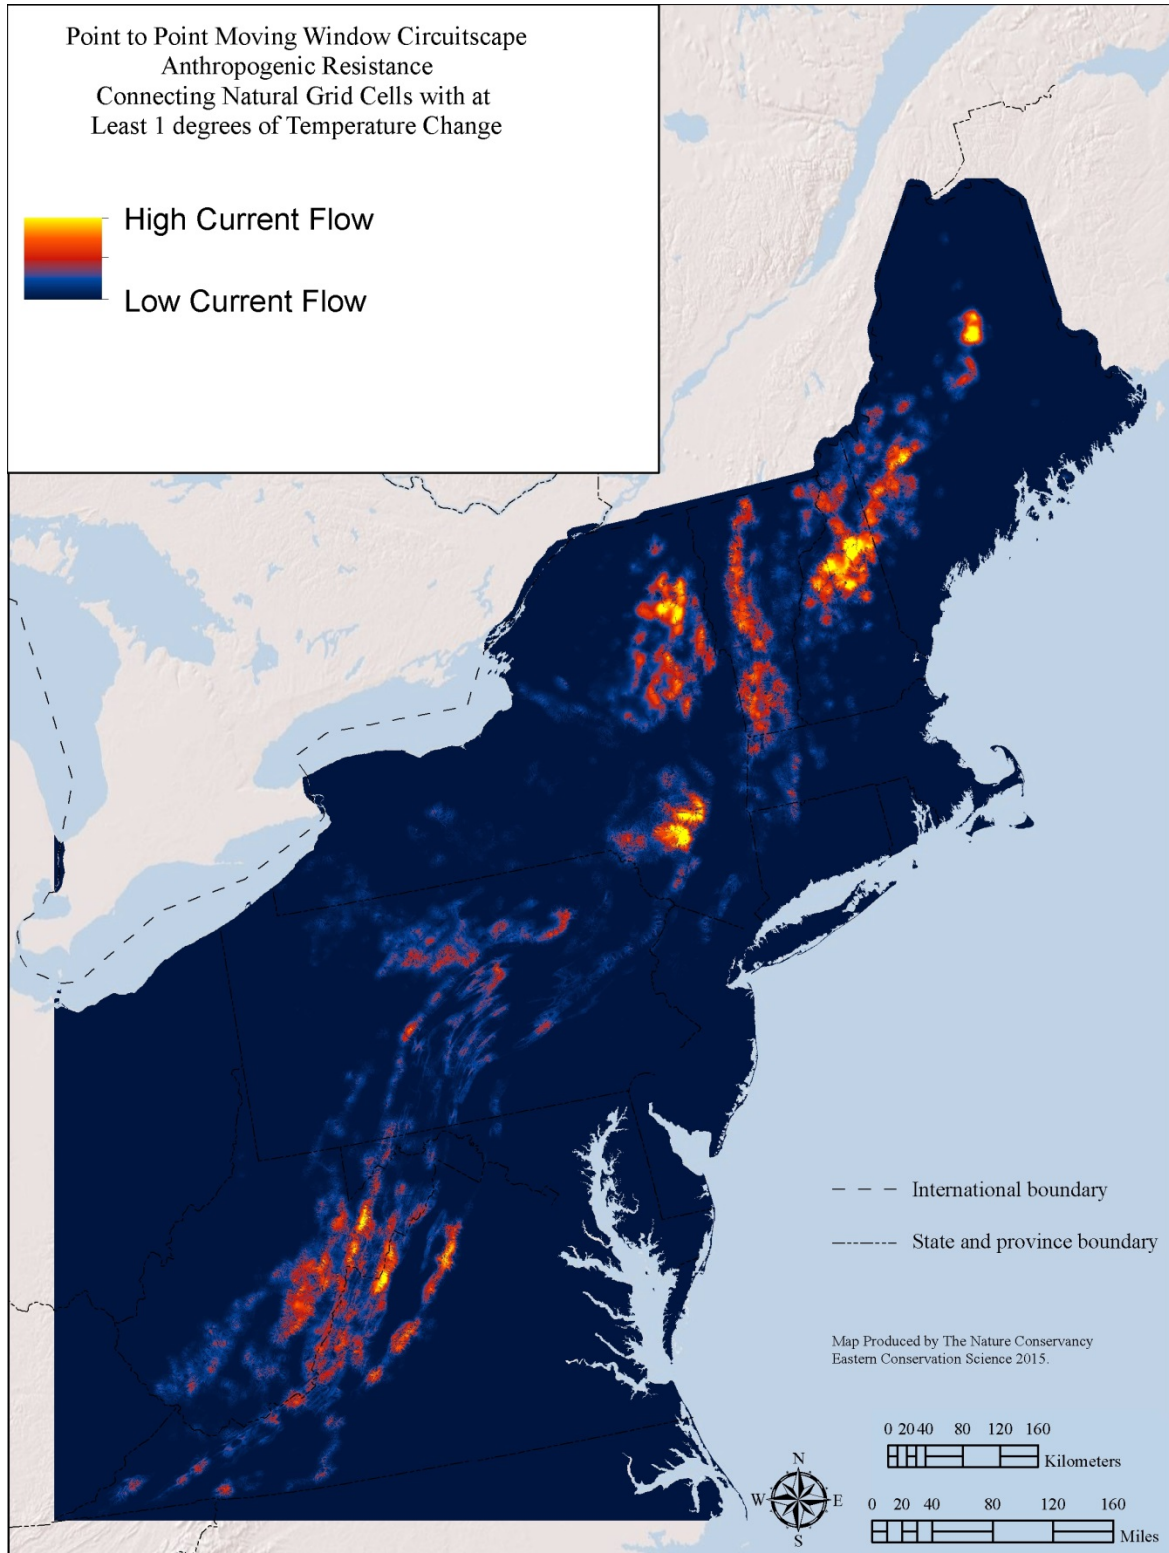 Point to Point Moving Window Circuitscape
Anthropogenic Resistance
Connecting Natural Grid Cells with at
Least 1 degrees of Temperature Change
High Current Flow
Low Current Flow
International boundary
State and province boundary
Map Produced by The Nature Conservancy
Eastern Conservation Science 2015.
0 20 40 80 120 160
Kilometers
N
W E
S
0 20 40 80 120 160
Miles